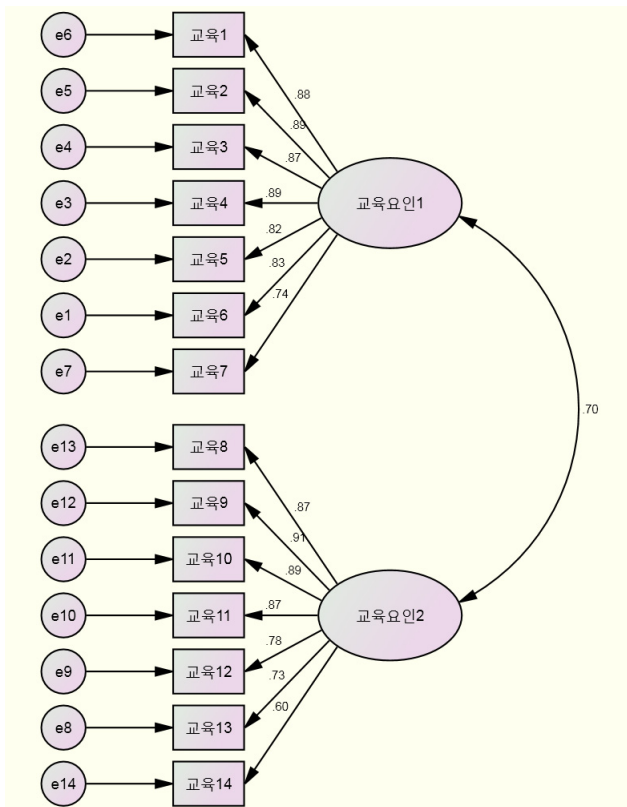 e6 교육1
.88
e5 교육2
.89
e4 교육3
.87
e3 교육4
.89
교육요인1
.82
e2 교육5
.83
e1 교육6
.74
e7 교육7
.70
e13 교육8
.87
e12 교육9
.91
e11 교육10
.89
e10 교육11
.87
교육요인2
.78
e9 교육12
.73
e8 교육13
.60
e14 교육14